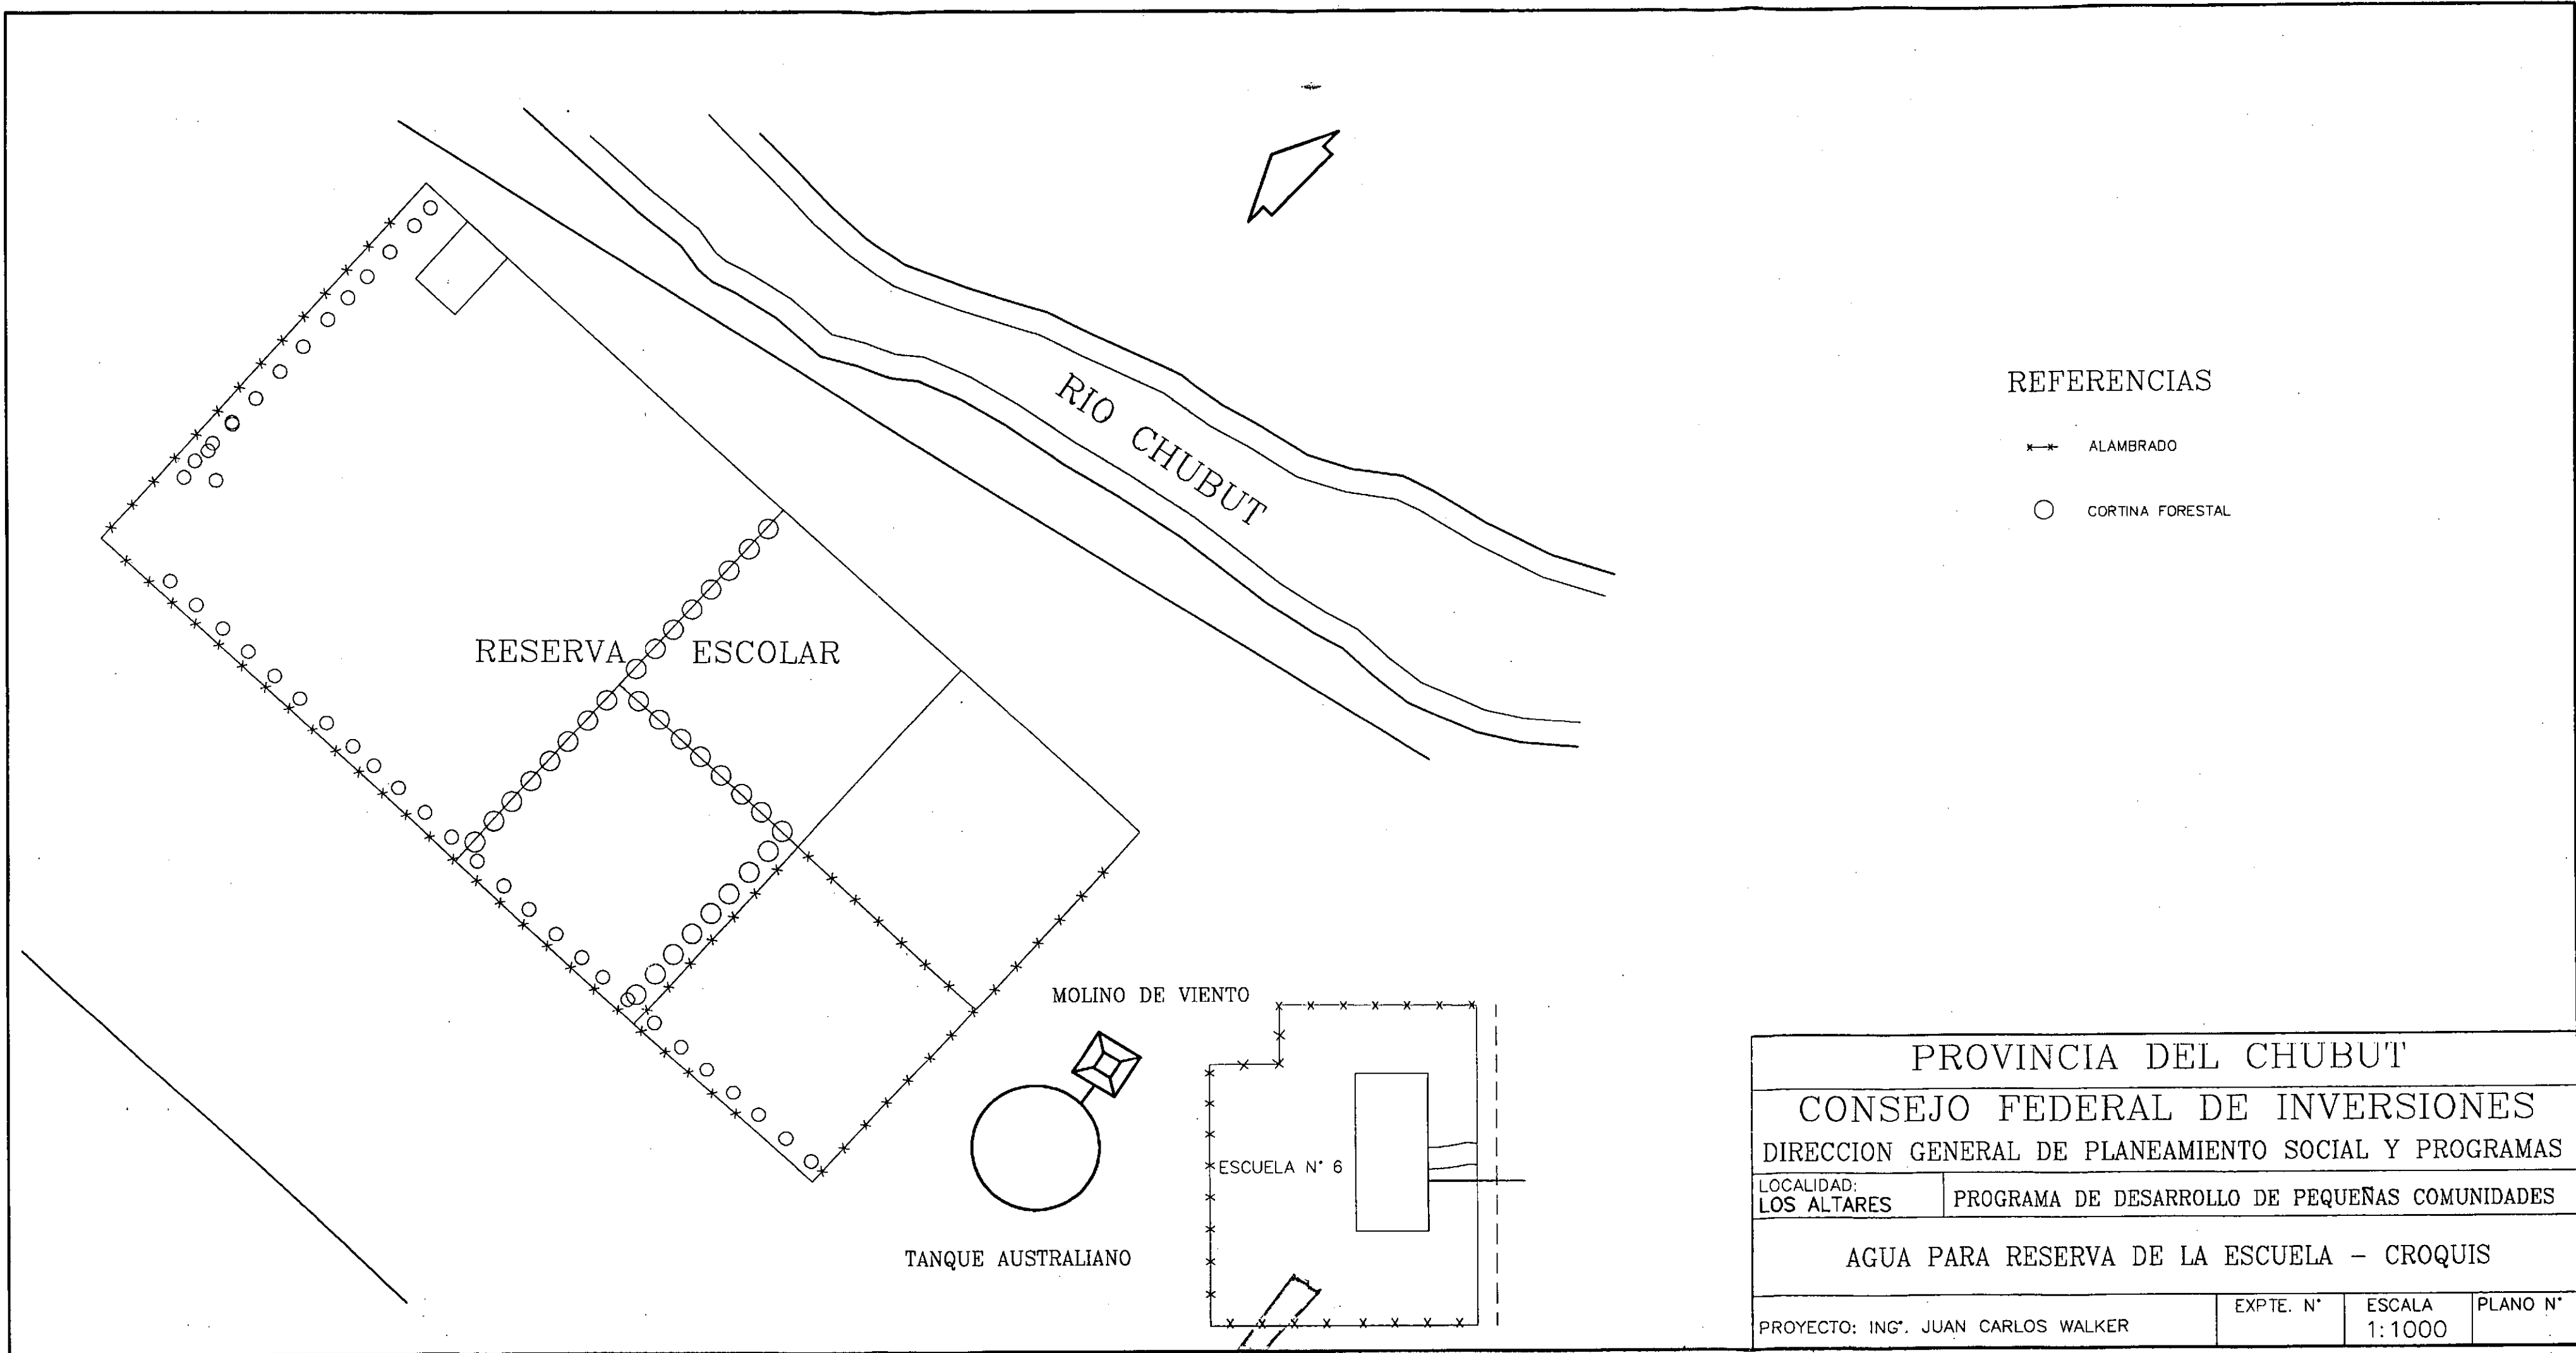 RIO CHUBUT
REFERENCIAS
ALAMBRADO
CORTINA FORESTAL
RESERVA ESCOLAR
MOLINO DE VIENTO
ESCUELA N° 6
TANQUE AUSTRALIANO
PROVINCIA DEL CHUBUT
CONSEJO FEDERAL DE INVERSIONES
DIRECCION GENERAL DE PLANEAMIENTO SOCIAL Y PROGRAMAS
LOCALIDAD:
LOS ALTARES
PROGRAMA DE DESARROLLO DE PEQUEÑAS COMUNIDADES
AGUA PARA RESERVA DE LA ESCUELA - CROQUIS
PROYECTO: ING°. JUAN CARLOS WALKER
EXPTE. N°
ESCALA
1:1000
PLANO N°